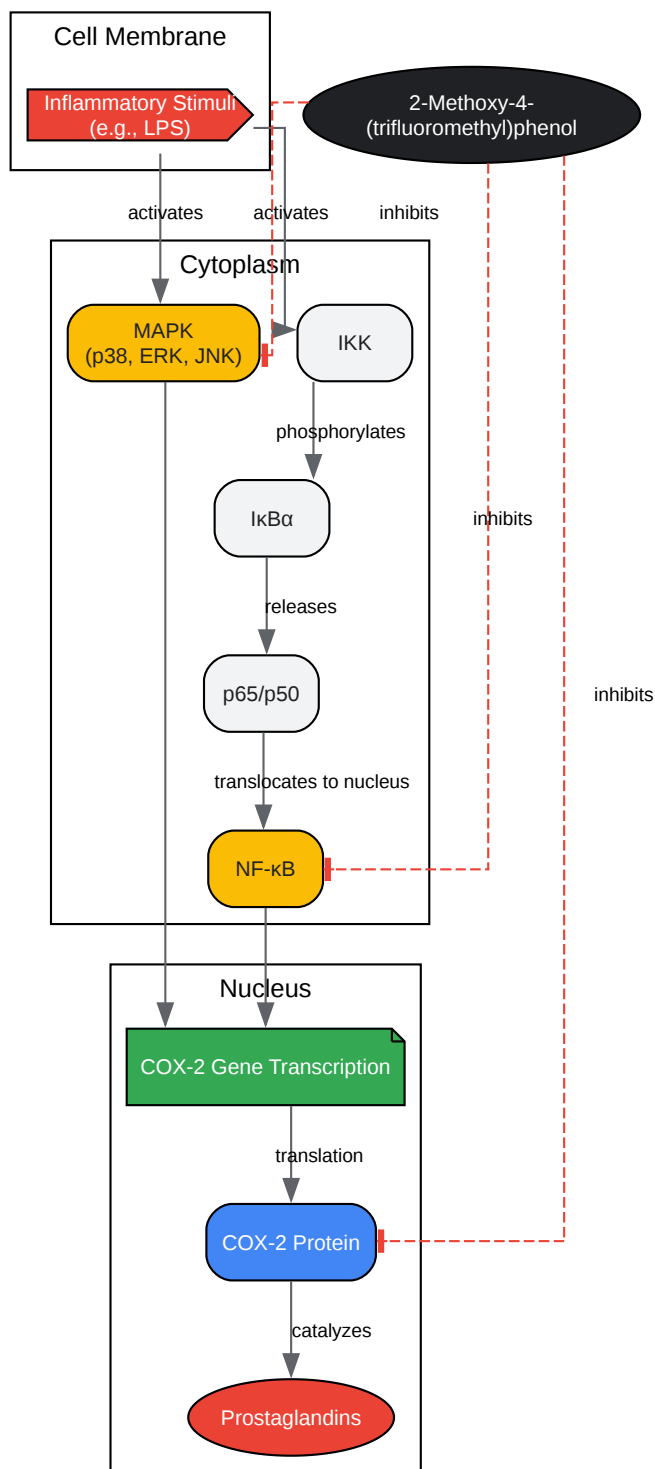 Cell Membrane
Inflammatory Stimuli
(e.g., LPS)
2-Methoxy-4-
(trifluoromethyl)phenol
activates
activates
inhibits
Cytoplasm
MAPK
(p38, ERK, JNK)
IKK
phosphorylates
IκBα
inhibits
releases
p65/p50
inhibits
translocates to nucleus
NF-κB
Nucleus
COX-2 Gene Transcription
translation
COX-2 Protein
catalyzes
Prostaglandins